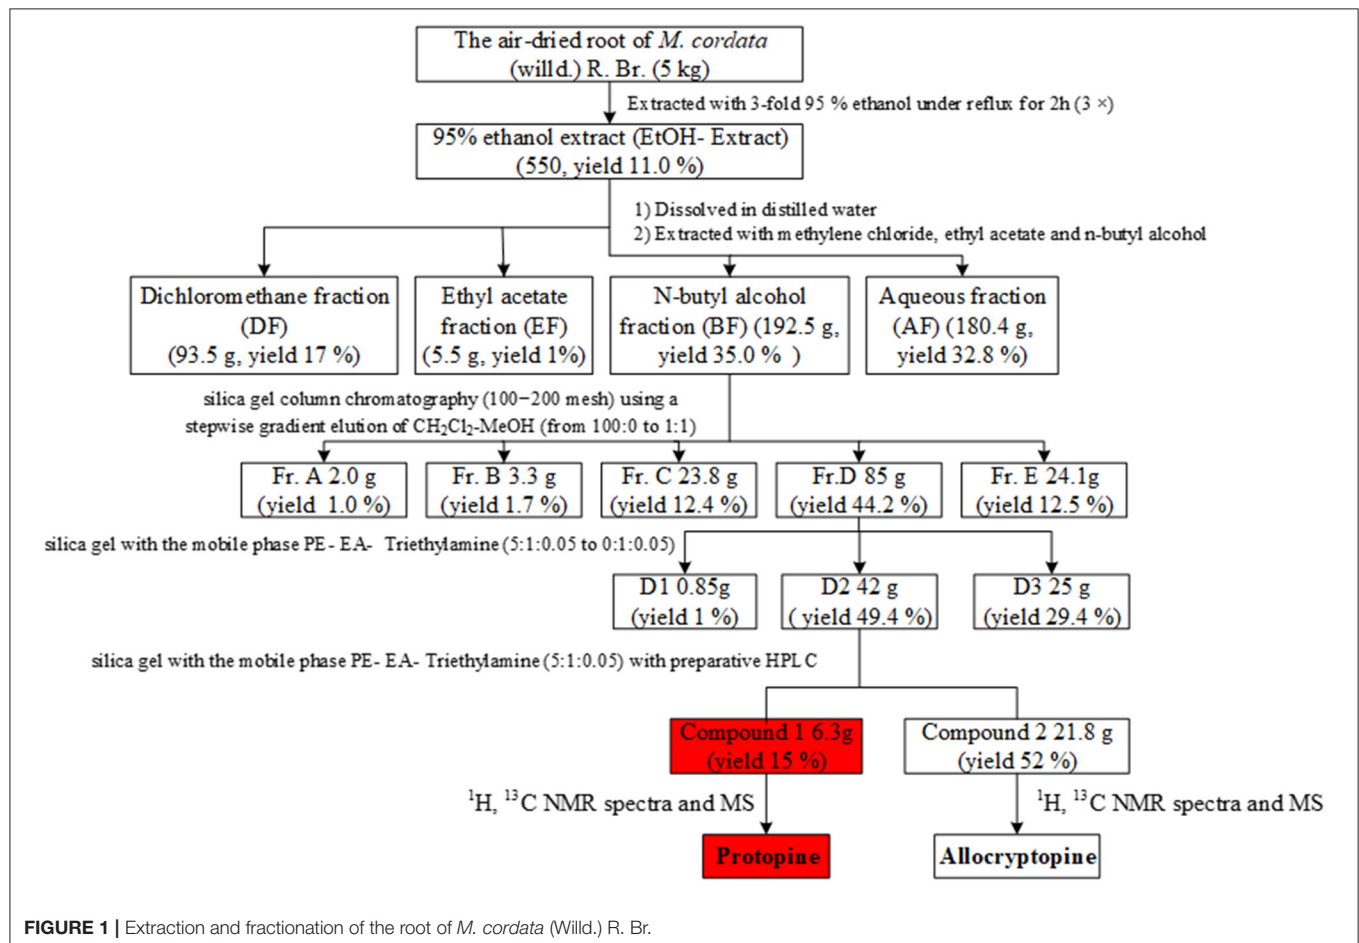 The air-dried root of M. cordata
(willd.) R. Br. (5 kg)
Extracted with 3-fold 95 % ethanol under reflux for 2h (3 ×)
95% ethanol extract (EtOH- Extract)
(550, yield 11.0 %)
1) Dissolved in distilled water
2) Extracted with methylene chloride, ethyl acetate and n-butyl alcohol
Dichloromethane fraction
(DF)
(93.5 g, yield 17 %)
Ethyl acetate
fraction (EF)
(5.5 g, yield 1%)
N-butyl alcohol
fraction (BF) (192.5 g,
yield 35.0 % )
Aqueous fraction
(AF) (180.4 g,
yield 32.8 %)
silica gel column chromatography (100–200 mesh) using a
stepwise gradient elution of CH₂Cl₂-MeOH (from 100:0 to 1:1)
Fr. A 2.0 g
(yield 1.0 %)
Fr. B 3.3 g
(yield 1.7 %)
Fr. C 23.8 g
(yield 12.4 %)
Fr.D 85 g
(yield 44.2 %)
Fr. E 24.1g
(yield 12.5 %)
silica gel with the mobile phase PE- EA- Triethylamine (5:1:0.05 to 0:1:0.05)
D1 0.85g
(yield 1 %)
D2 42 g
( yield 49.4 %)
D3 25 g
(yield 29.4 %)
silica gel with the mobile phase PE- EA- Triethylamine (5:1:0.05) with preparative HPLC
Compound 1 6.3g
(yield 15 %)
Compound 2 21.8 g
(yield 52 %)
¹H, ¹³C NMR spectra and MS
¹H, ¹³C NMR spectra and MS
Protopine
Allocryptopine
FIGURE 1 | Extraction and fractionation of the root of M. cordata (Willd.) R. Br.